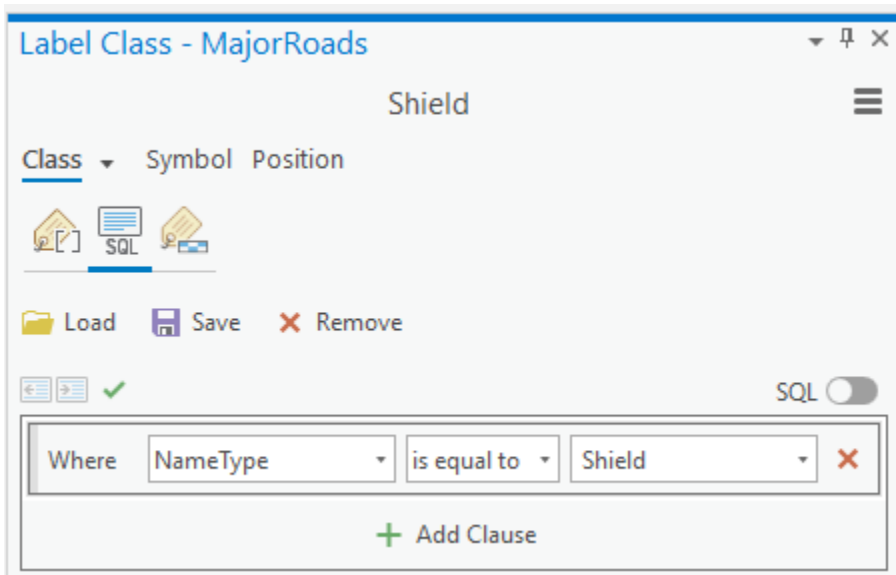 Label Class - MajorRoads
Shield
Class Symbol Position
SQL
Load Save Remove
SQL
Where NameType is equal to Shield
Add Clause